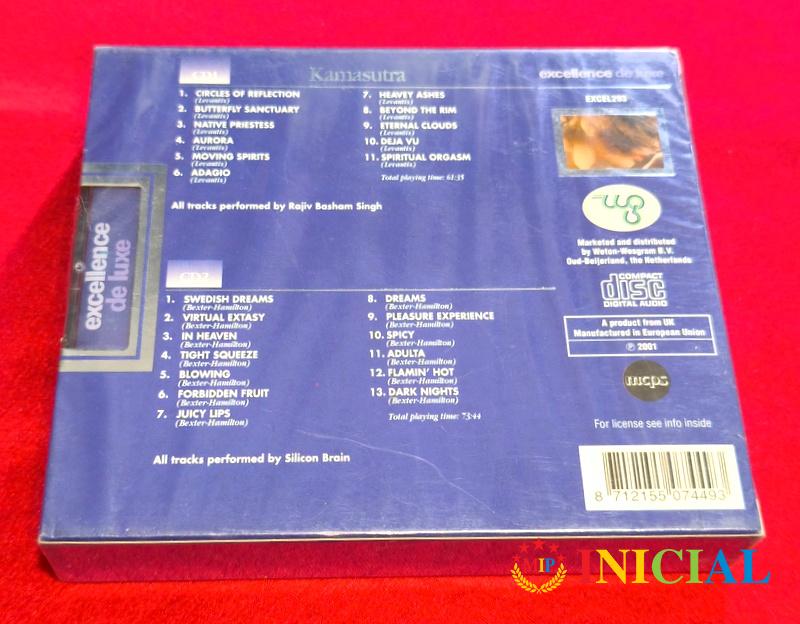 CD1
Kamasutra
excellence de luxe
1. CIRCLES OF REFLECTION
(Levantis)
2. BUTTERFLY SANCTUARY
(Levantis)
3. NATIVE PRIESTESS
(Levantis)
4. AURORA
(Levantis)
5. MOVING SPIRITS
(Levantis)
6. ADAGIO
(Levantis)
7. HEAVEY ASHES
(Levantis)
8. BEYOND THE RIM
(Levantis)
9. ETERNAL CLOUDS
(Levantis)
10. DEJA VU
(Levantis)
11. SPIRITUAL ORGASM
(Levantis)
Total playing time: 61:35
All tracks performed by Rajiv Basham Singh
excellence
de luxe
CD2
1. SWEDISH DREAMS
(Bexter-Hamilton)
2. VIRTUAL EXTASY
(Bexter-Hamilton)
3. IN HEAVEN
(Bexter-Hamilton)
4. TIGHT SQUEEZE
(Bexter-Hamilton)
5. BLOWING
(Bexter-Hamilton)
6. FORBIDDEN FRUIT
(Bexter-Hamilton)
7. JUICY LIPS
(Bexter-Hamilton)
8. DREAMS
(Bexter-Hamilton)
9. PLEASURE EXPERIENCE
(Bexter-Hamilton)
10. SPICY
(Bexter-Hamilton)
11. ADULTA
(Bexter-Hamilton)
12. FLAMIN' HOT
(Bexter-Hamilton)
13. DARK NIGHTS
(Bexter-Hamilton)
Total playing time: 73:44
All tracks performed by Silicon Brain
EXCEL293
Marketed and distributed
by Weton-Wesgram B.V.
Oud-Beijerland, the Netherlands
COMPACT
disc
DIGITAL AUDIO
A product from UK
Manufactured in European Union
℗ 2001
mcps
For license see info inside
8 712155 074493
MIP INICIAL